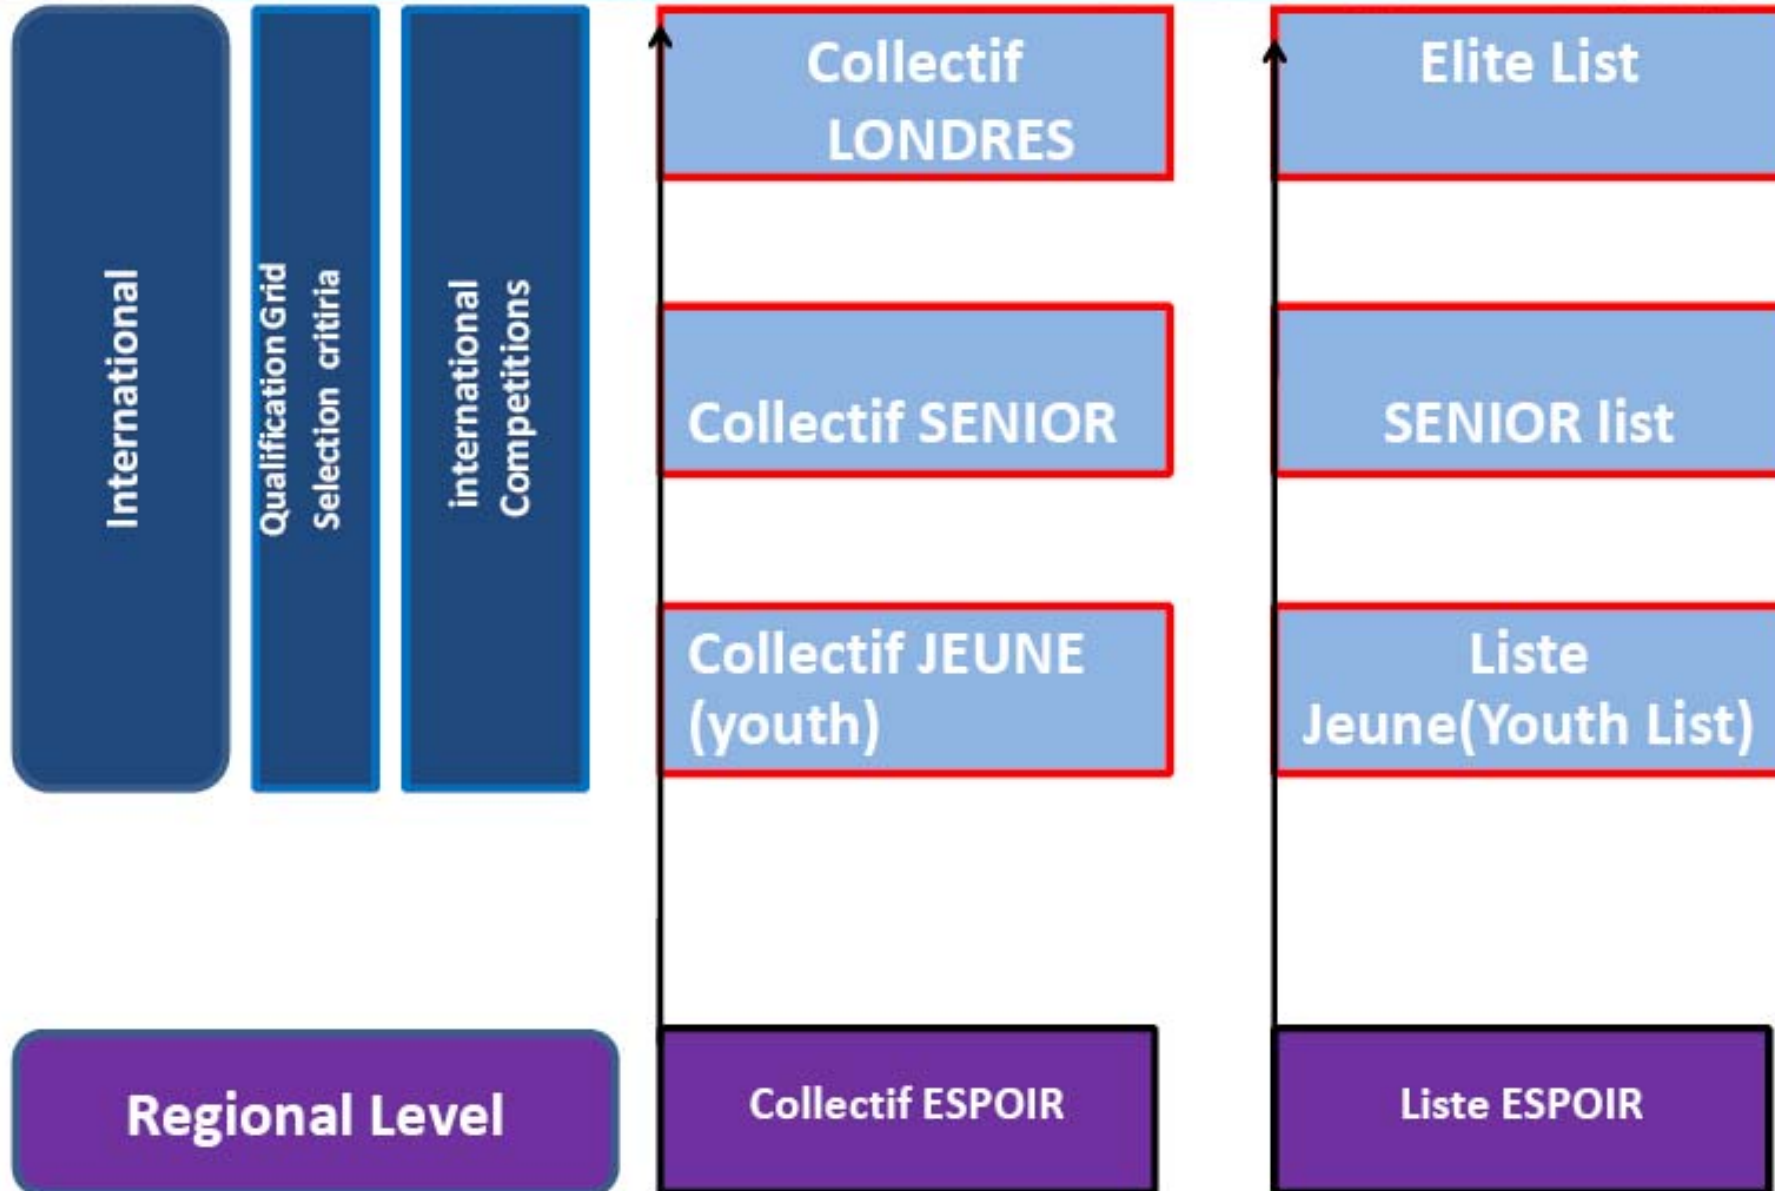 International
Qualification Grid
Selection critiria
international
Competitions
Collectif
LONDRES
Elite List
Collectif SENIOR
SENIOR list
Collectif JEUNE
(youth)
Liste
Jeune(Youth List)
Regional Level
Collectif ESPOIR
Liste ESPOIR